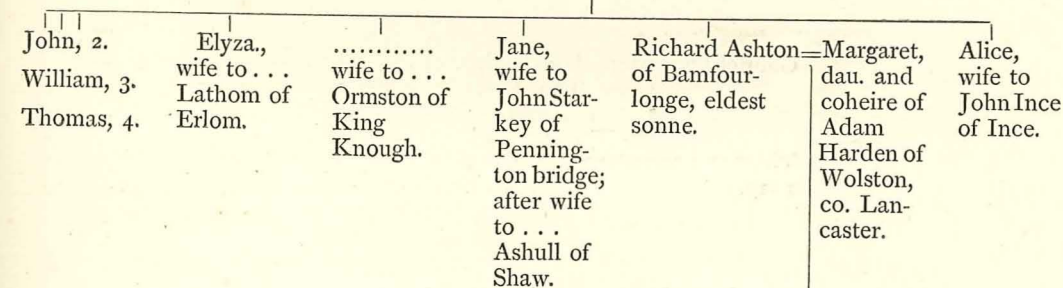 John, 2.
William, 3.
Thomas, 4.
Elyza.,
wife to . . .
Lathom of
Erlom.
............
wife to . . .
Ormston of
King
Knough.
Jane,
wife to
John Star-
key of
Penning-
ton bridge;
after wife
to . . .
Ashull of
Shaw.
Richard Ashton=Margaret,
of Bamfour-
longe, eldest
sonne.
dau. and
coheire of
Adam
Harden of
Wolston,
co. Lan-
caster.
Alice,
wife to
John Ince
of Ince.